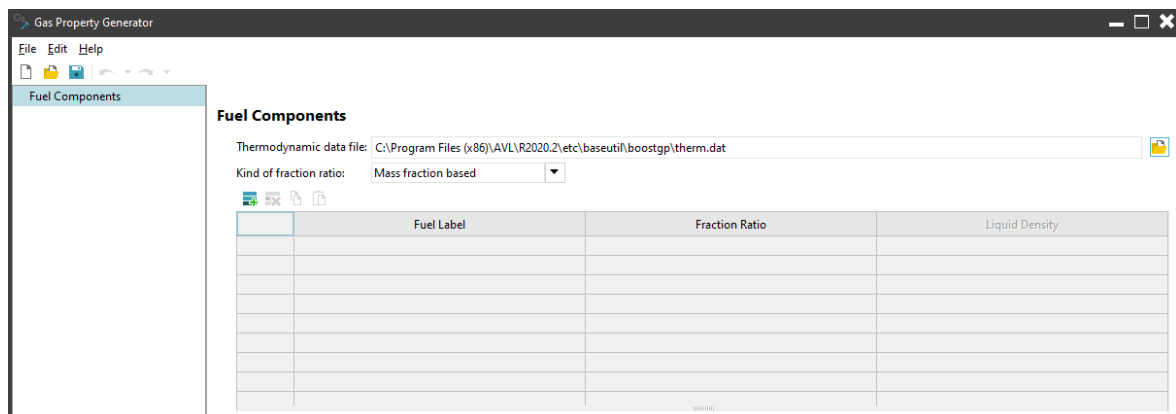 Gas Property Generator
File Edit Help
Fuel Components
Fuel Components
Thermodynamic data file: C:\Program Files (x86)\AVL\R2020.2\etc\baseutil\boostgp\therm.dat
Kind of fraction ratio: Mass fraction based
Fuel Label Fraction Ratio Liquid Density